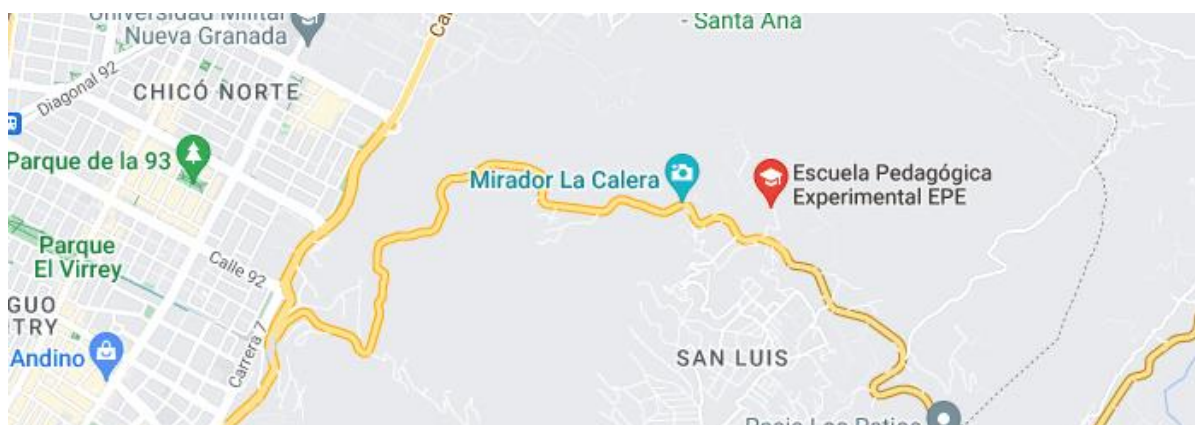 Universidad Militar
Nueva Granada
- Santa Ana
Diagonal 92
CHICÓ NORTE
Parque de la 93
Mirador La Calera
Escuela Pedagógica
Experimental EPE
Parque
El Virrey
Calle 92
GUO
TRY
Andino
Carrera 7
SAN LUIS